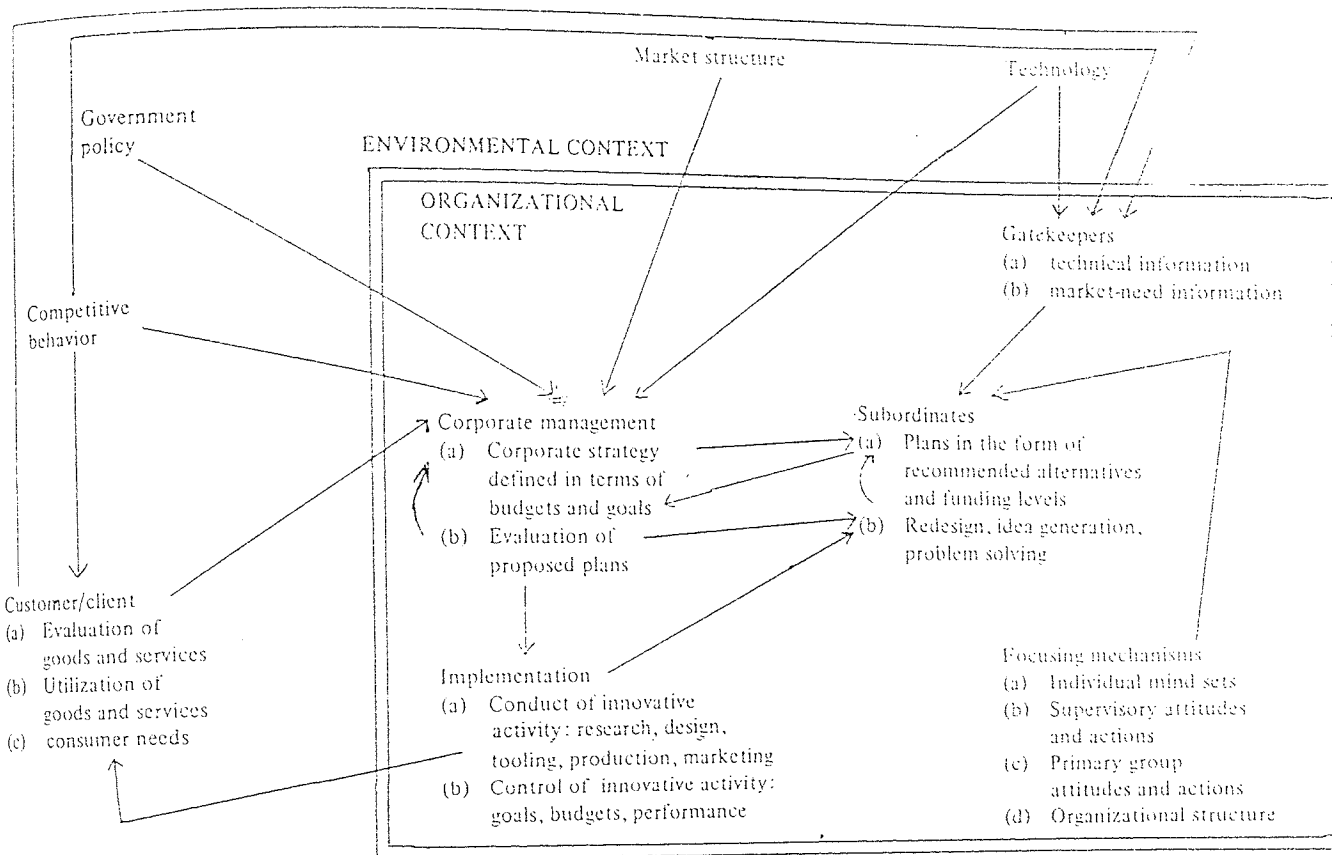 Market structure
Technology
Government
policy
ENVIRONMENTAL CONTEXT
ORGANIZATIONAL
CONTEXT
Gatekeepers
(a) technical information
(b) market-need information
Competitive
behavior
Corporate management
(a) Corporate strategy
defined in terms of
budgets and goals
(b) Evaluation of
proposed plans
Subordinates
(a) Plans in the form of
recommended alternatives
and funding levels
(b) Redesign, idea generation,
problem solving
Customer/client
(a) Evaluation of
goods and services
(b) Utilization of
goods and services
(c) consumer needs
Implementation
(a) Conduct of innovative
activity: research, design,
tooling, production, marketing
(b) Control of innovative activity:
goals, budgets, performance
Focusing mechanisms
(a) Individual mind sets
(b) Supervisory attitudes
and actions
(c) Primary group
attitudes and actions
(d) Organizational structure